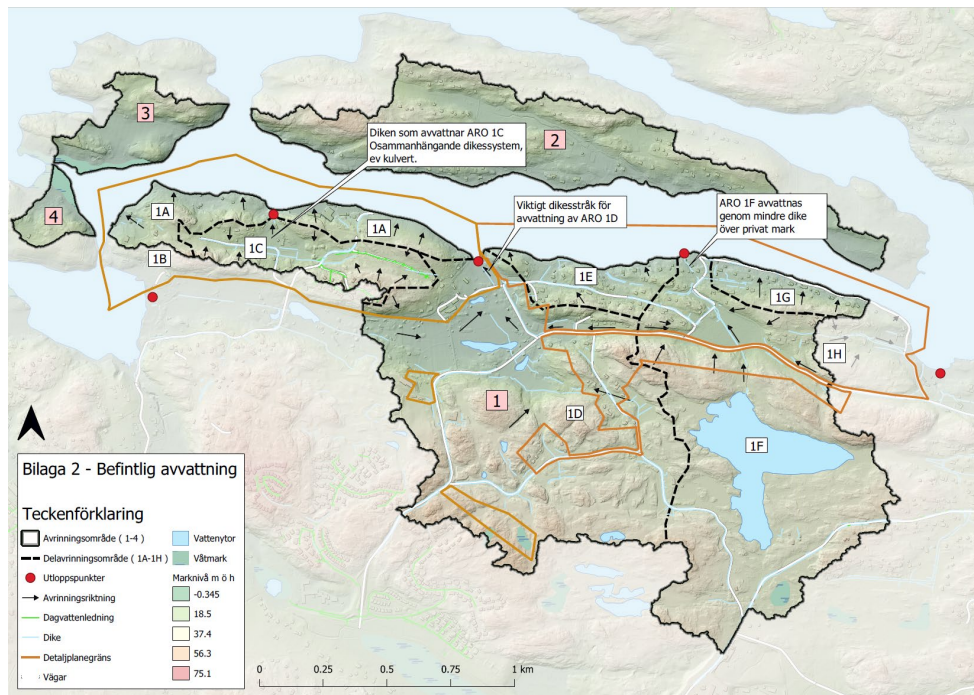 3
Diken som avvattnar ARO 1C
Osammanhängande dikessystem,
ev kulvert.
2
Viktigt dikesstråk för
avvattning av ARO 1D
ARO 1F avvattnas
genom mindre dike
över privat mark
4
1A
1A
1C
1B
1E
1G
1H
1
1D
1F
Bilaga 2 - Befintlig avvattning
Teckenförklaring
Avrinningsområde ( 1-4 )
Delavrinningsområde ( 1A-1H )
Utloppspunkter
Avrinningsriktning
Dagvattenledning
Dike
Detaljplanegräns
Vägar
Vattenytor
Våtmark
Marknivå m ö h
-0.345
18.5
37.4
56.3
75.1
0 0.25 0.5 0.75 1 km